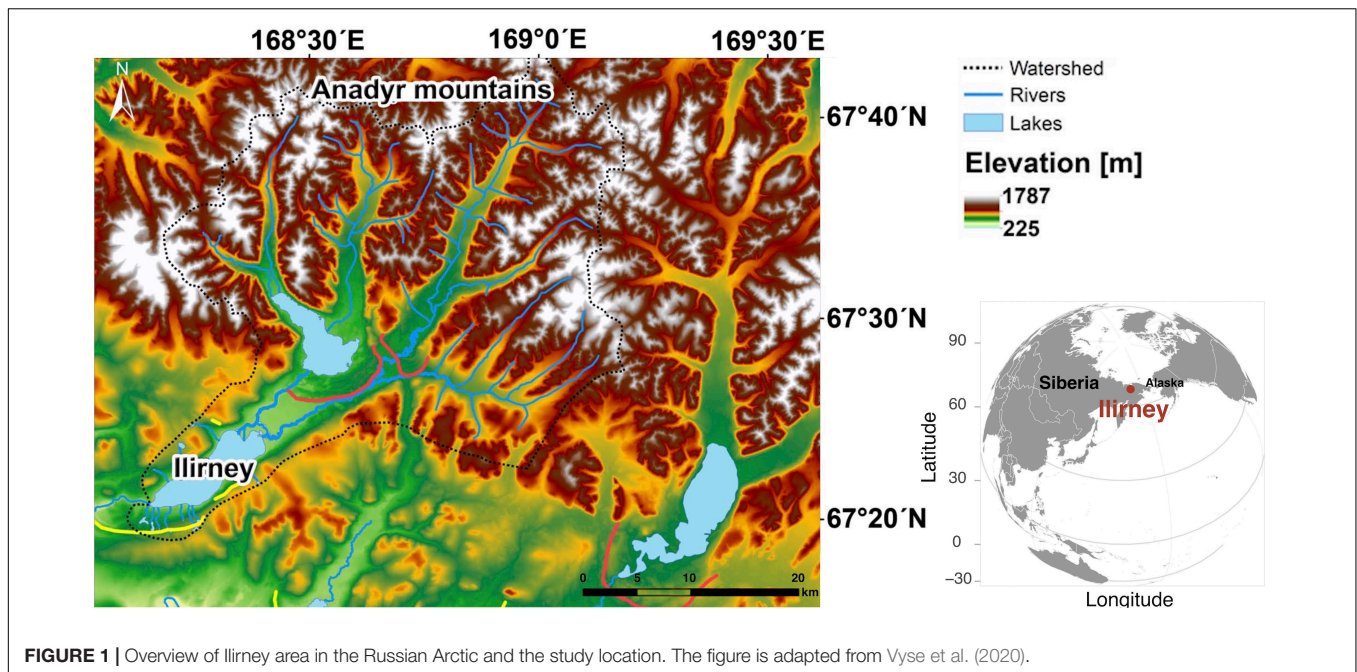 168°30´E 169°0´E 169°30´E
N
Anadyr mountains
67°40´N
67°30´N
67°20´N
Ilirney
0 5 10 20
km
Watershed
Rivers
Lakes
Elevation [m]
1787
225
90
60
30
0
−30
Latitude
Siberia
Alaska
Ilirney
Longitude
FIGURE 1 | Overview of Ilirney area in the Russian Arctic and the study location. The figure is adapted from Vyse et al. (2020).